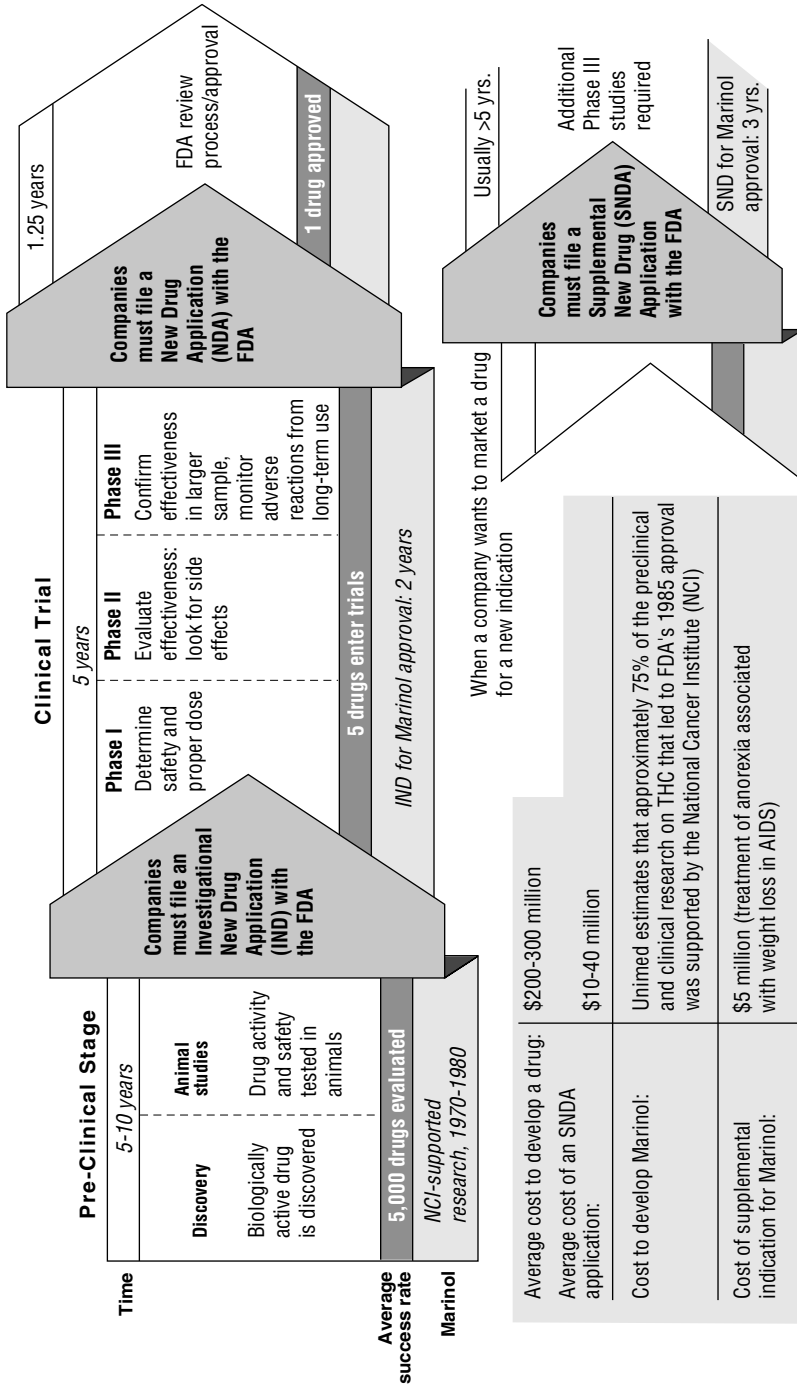 Pre-Clinical Stage
Time
5-10 years
Discovery
Biologically
active drug
is discovered
Animal
studies
Drug activity
and safety
tested in
animals
Average
success rate
5,000 drugs evaluated
Marinol
NCI-supported
research, 1970-1980
Companies
must file an
Investigational
New Drug
Application
(IND) with
the FDA
Clinical Trial
5 years
Phase I
Determine
safety and
proper dose
Phase II
Evaluate
effectiveness:
look for side
effects
Phase III
Confirm
effectiveness
in larger
sample,
monitor
adverse
reactions from
long-term use
5 drugs enter trials
IND for Marinol approval: 2 years
Companies
must file a
New Drug
Application
(NDA) with the
FDA
1.25 years
FDA review
process/approval
1 drug approved
Average cost to develop a drug:
$200-300 million
Average cost of an SNDA
application:
$10-40 million
Cost to develop Marinol:
Unimed estimates that approximately 75% of the preclinical
and clinical research on THC that led to FDA's 1985 approval
was supported by the National Cancer Institute (NCI)
Cost of supplemental
indication for Marinol:
$5 million (treatment of anorexia associated
with weight loss in AIDS)
When a company wants to market a drug
for a new indication
Companies
must file a
Supplemental
New Drug (SNDA)
Application
with the FDA
Usually >5 yrs.
Additional
Phase III
studies
required
SND for Marinol
approval: 3 yrs.